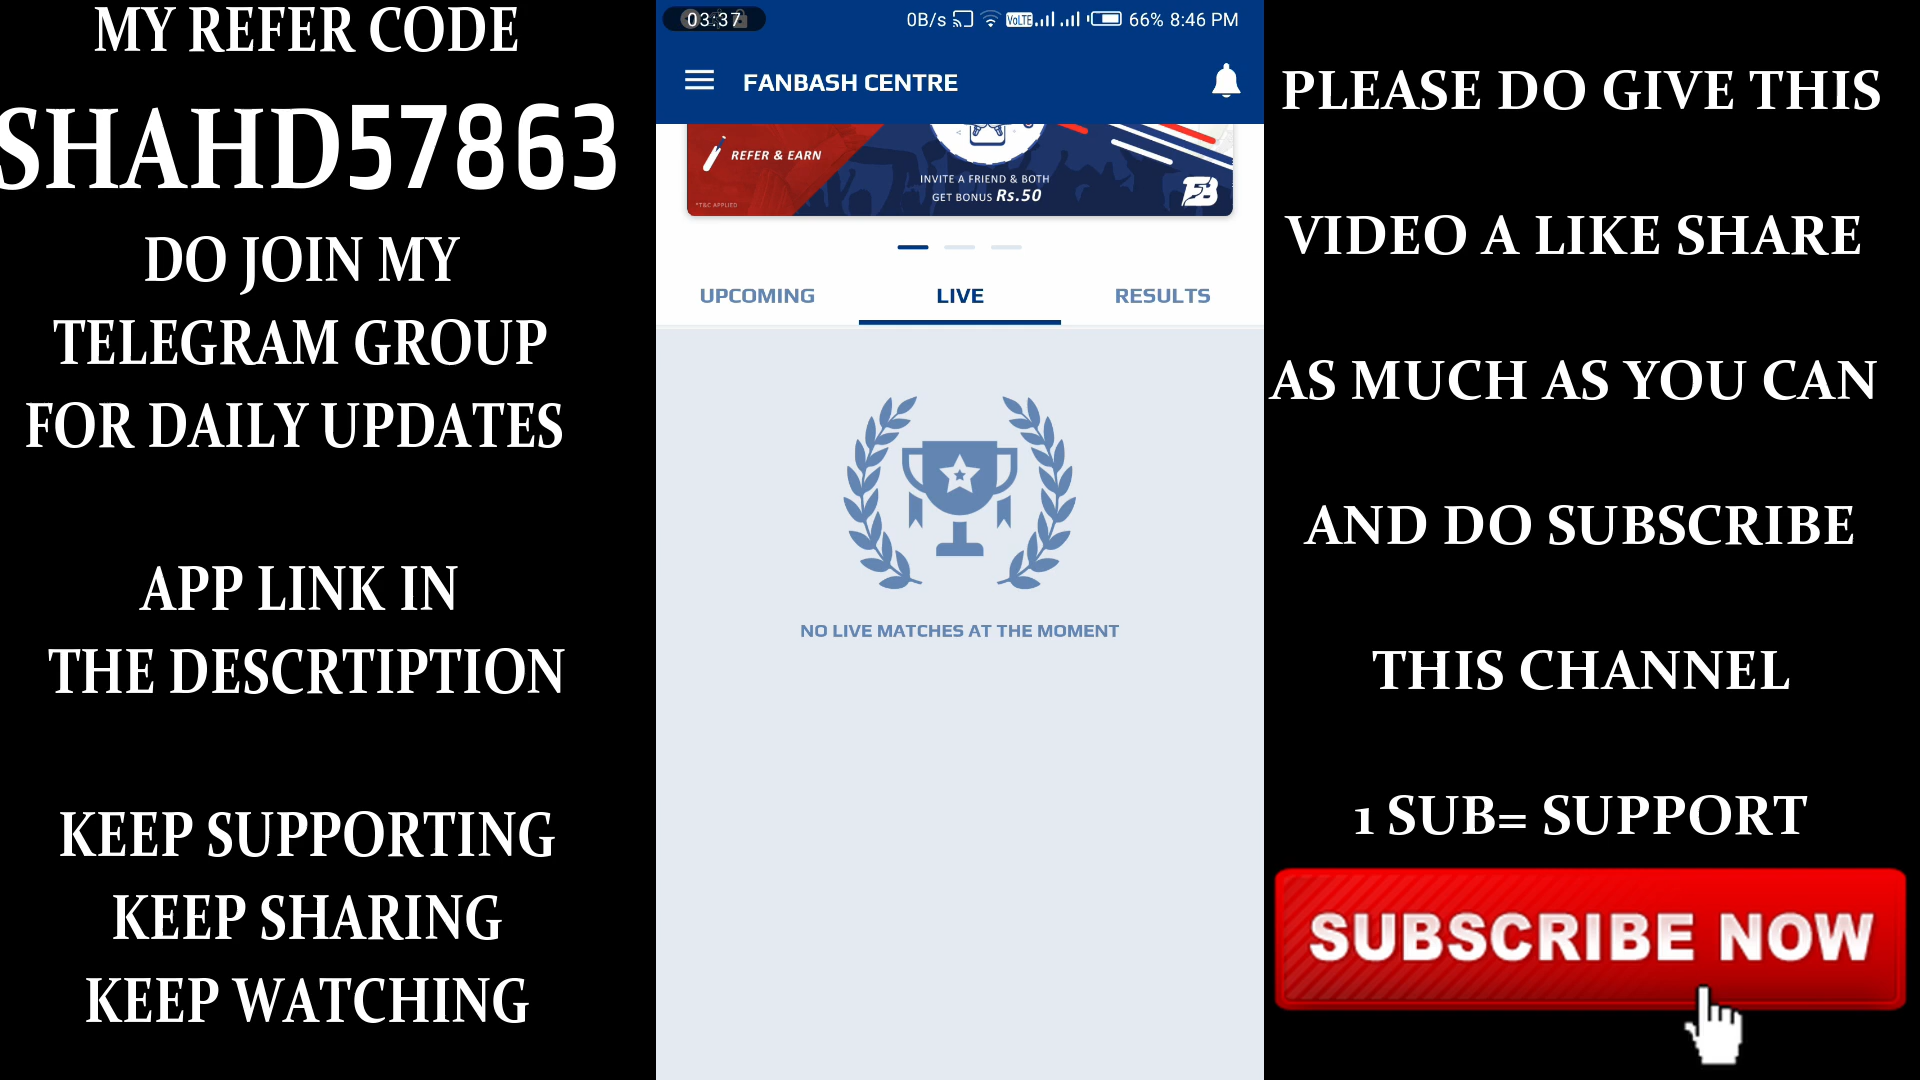 MY REFER CODE
SHAHD57863
DO JOIN MY
TELEGRAM GROUP
FOR DAILY UPDATES
APP LINK IN
THE DESCRTIPTION
KEEP SUPPORTING
KEEP SHARING
KEEP WATCHING
03:37
0B/s VoLTE 66% 8:46 PM
FANBASH CENTRE
REFER & EARN
INVITE A FRIEND & BOTH
GET BONUS Rs.50
*T&C APPLIED
FB
UPCOMING LIVE RESULTS
NO LIVE MATCHES AT THE MOMENT
PLEASE DO GIVE THIS
VIDEO A LIKE SHARE
AS MUCH AS YOU CAN
AND DO SUBSCRIBE
THIS CHANNEL
1 SUB= SUPPORT
SUBSCRIBE NOW